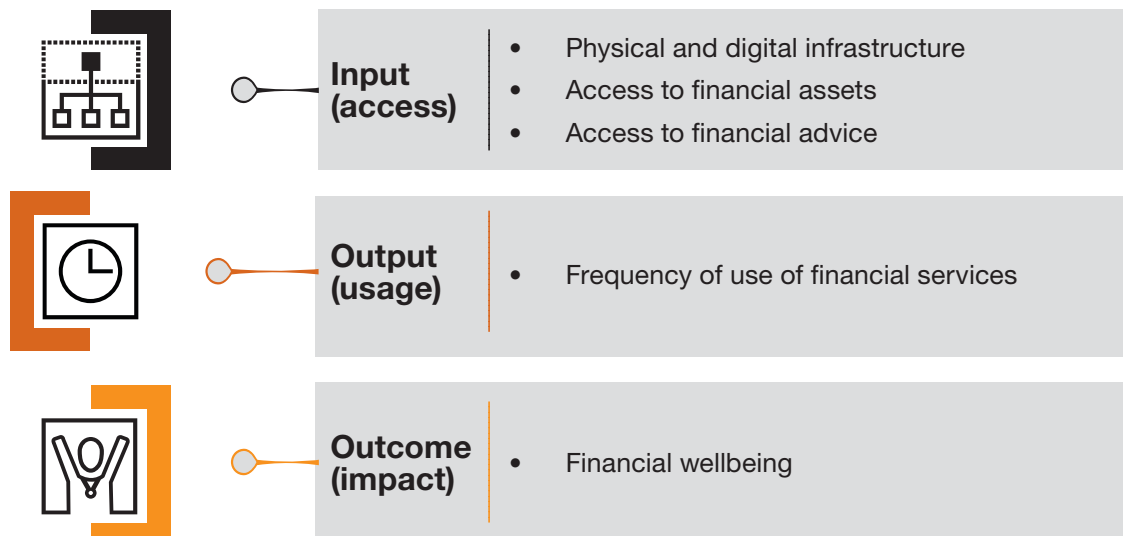 Input
(access)
• Physical and digital infrastructure
• Access to financial assets
• Access to financial advice
Output
(usage)
• Frequency of use of financial services
Outcome
(impact)
• Financial wellbeing